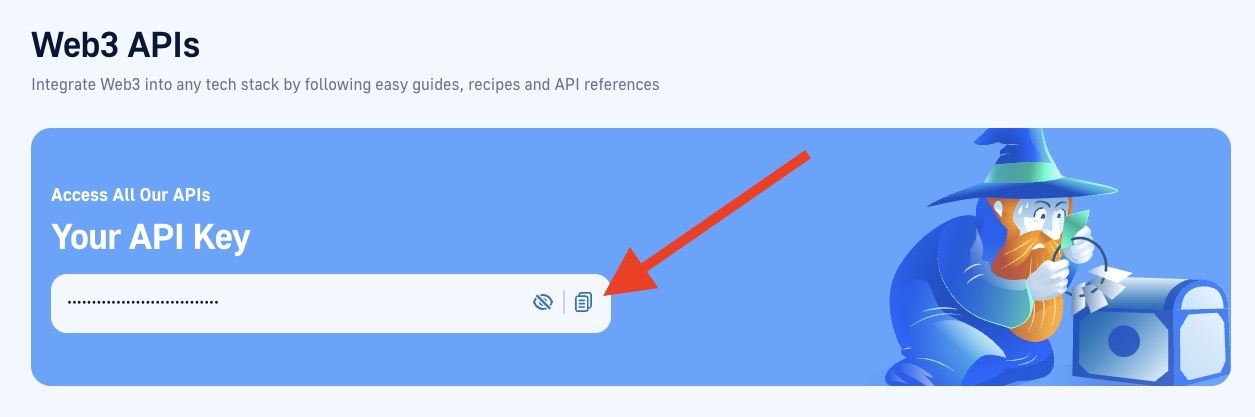 Web3 APIs
Integrate Web3 into any tech stack by following easy guides, recipes and API references
Access All Our APIs
Your API Key